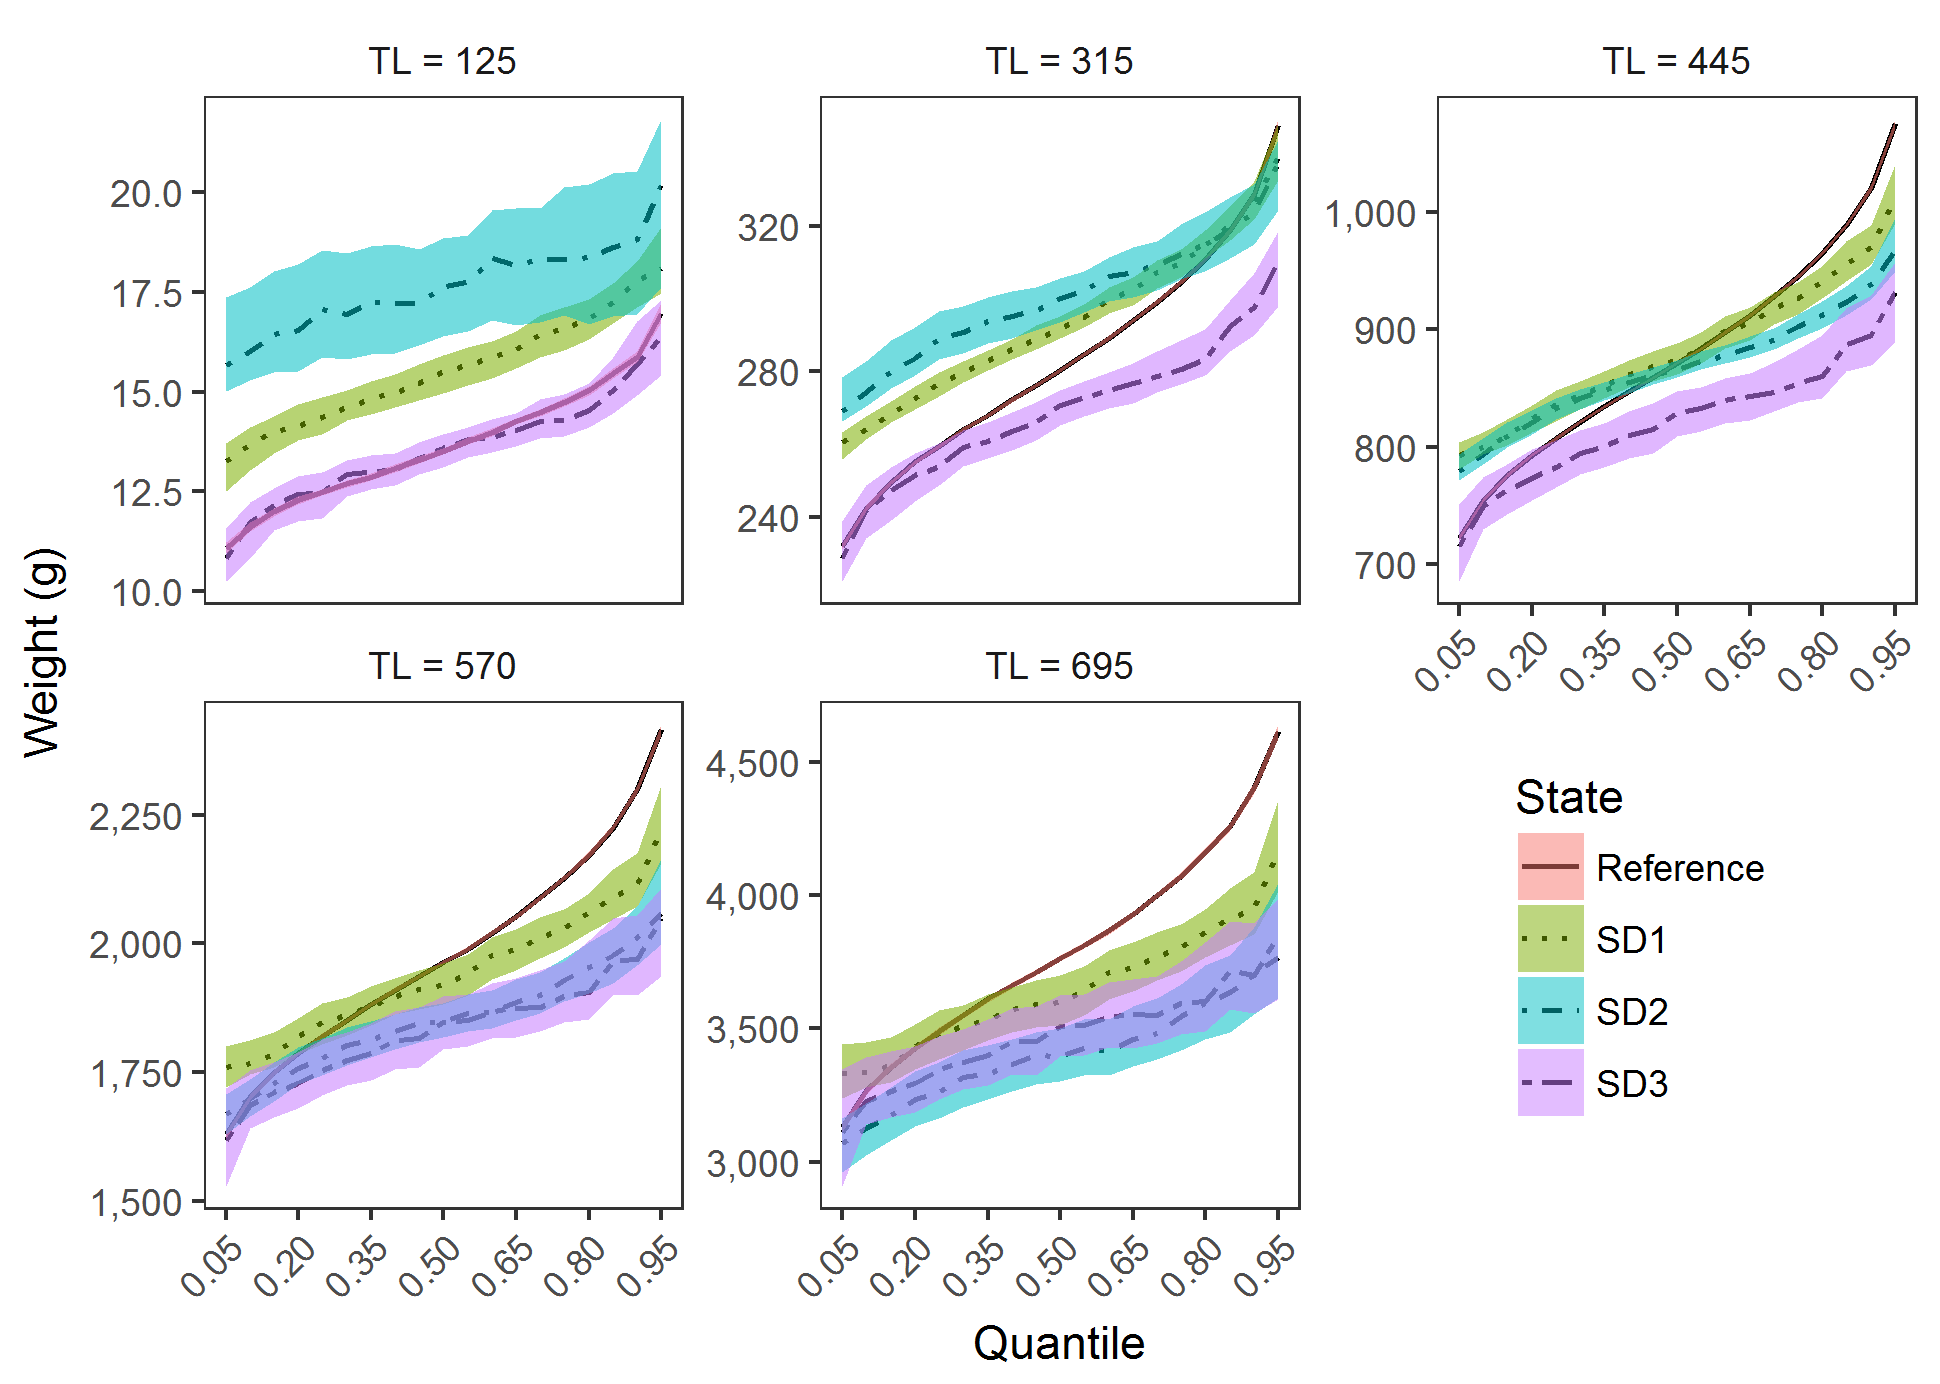 TL = 125
TL = 315
TL = 445
20.0
17.5
15.0
12.5
10.0
320
280
240
1,000
900
800
700
0.05 0.20 0.35 0.50 0.65 0.80 0.95
Weight (g)
TL = 570
TL = 695
2,250
2,000
1,750
1,500
4,500
4,000
3,500
3,000
0.05 0.20 0.35 0.50 0.65 0.80 0.95
0.05 0.20 0.35 0.50 0.65 0.80 0.95
State
Reference
SD1
SD2
SD3
Quantile